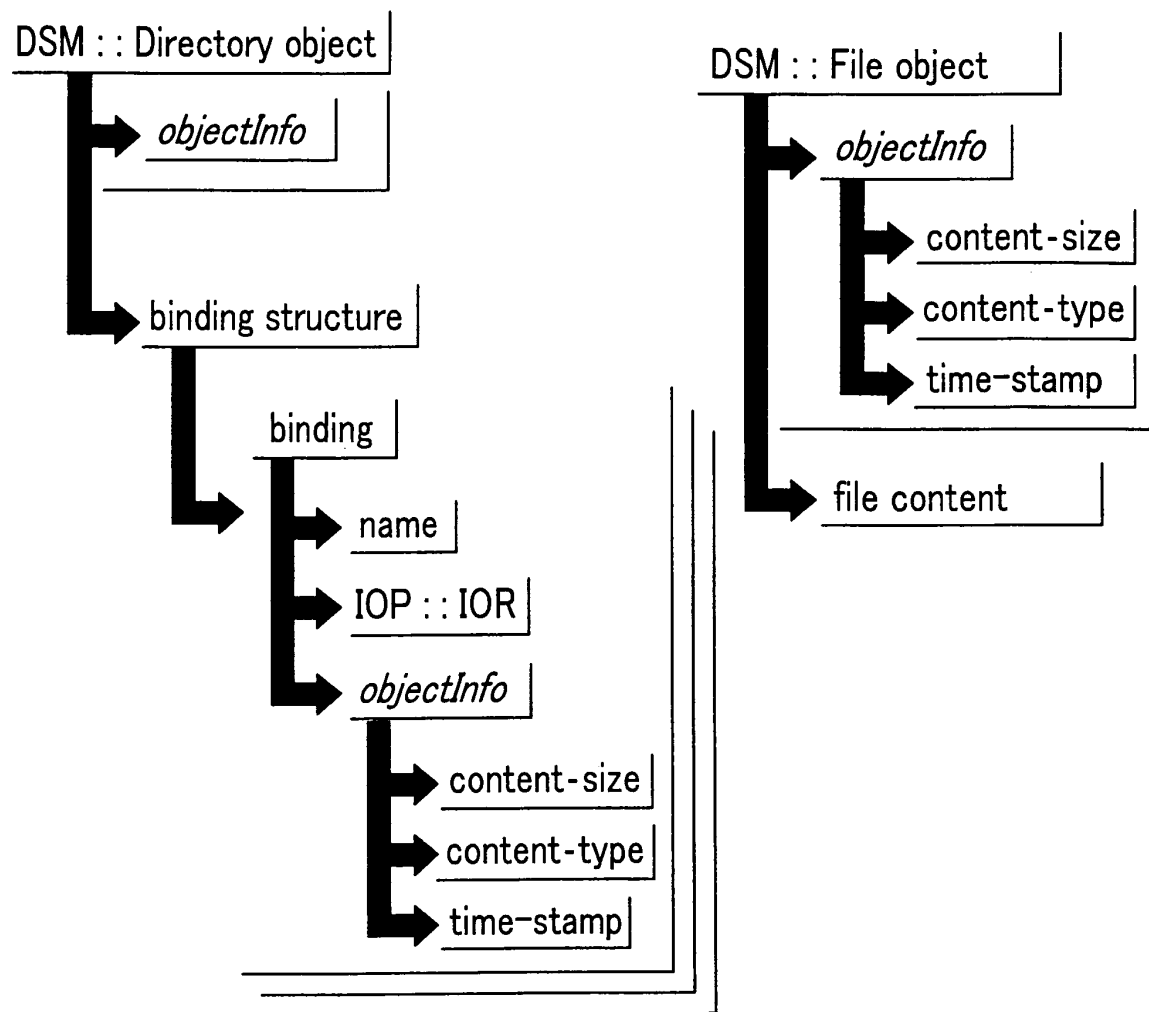 DSM : : Directory object
objectInfo
binding structure
binding
name
IOP : : IOR
objectInfo
content-size
content-type
time-stamp
DSM : : File object
objectInfo
content-size
content-type
time-stamp
file content